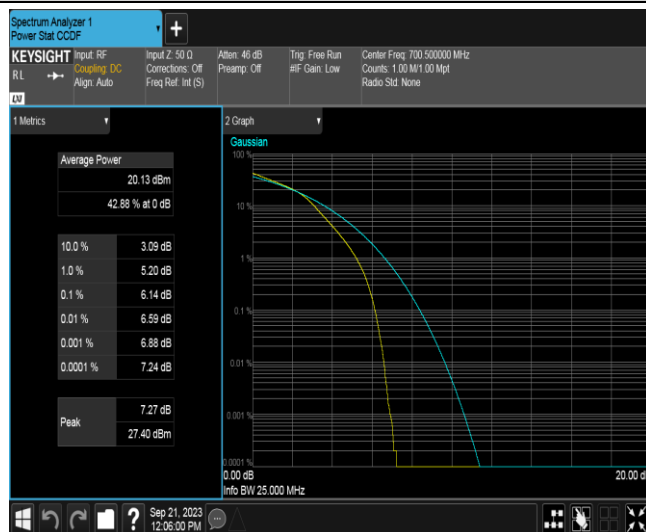 Spectrum Analyzer 1
Power Stat CCDF
+
KEYSIGHT
RL
LXI
Input: RF
Coupling: DC
Align: Auto
Input Z: 50 Ω
Corrections: Off
Freq Ref: Int (S)
Atten: 46 dB
Preamp: Off
Trig: Free Run
#IF Gain: Low
Center Freq: 700.500000 MHz
Counts: 1.00 M/1.00 Mpt
Radio Std: None
1 Metrics
Average Power
20.13 dBm
42.88 % at 0 dB
10.0 % 3.09 dB
1.0 % 5.20 dB
0.1 % 6.14 dB
0.01 % 6.59 dB
0.001 % 6.88 dB
0.0001 % 7.24 dB
Peak
7.27 dB
27.40 dBm
2 Graph
Gaussian
100 %
10 %
1 %
0.1 %
0.01 %
0.001 %
0.0001 %
0.00 dB
20.00 d
Info BW 25.000 MHz
?
Sep 21, 2023
12:06:00 PM